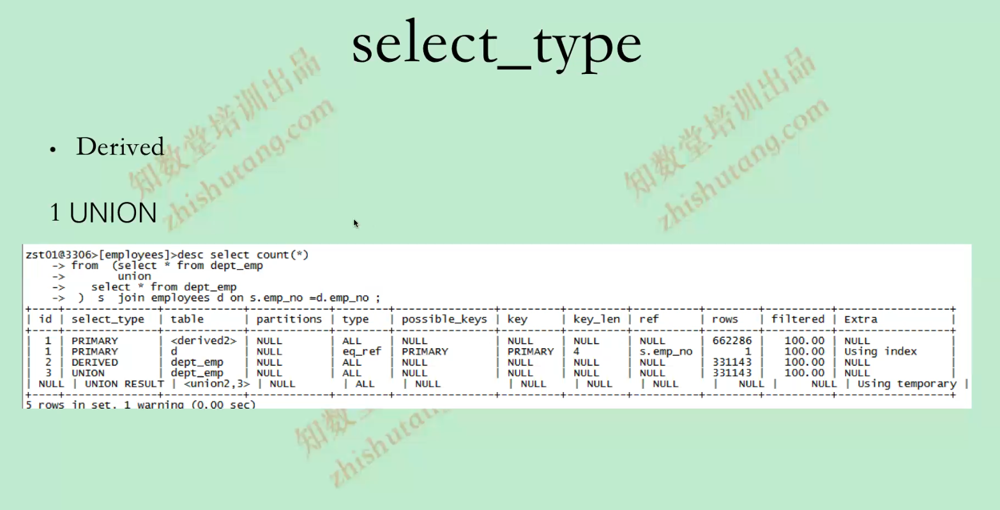 select_type
• Derived
1 UNION
zst01@3306>[employees]>desc select count(*)
    -> from  (select * from dept_emp
    ->         union
    ->     select * from dept_emp
    ->  )  s  join employees d on s.emp_no =d.emp_no ;
+----+-------------+------------+------------+--------+---------------+---------+---------+----------+--------+----------+---------------+
| id | select_type | table      | partitions | type   | possible_keys | key     | key_len | ref      | rows   | filtered | Extra         |
+----+-------------+------------+------------+--------+---------------+---------+---------+----------+--------+----------+---------------+
|  1 | PRIMARY     | <derived2> | NULL       | ALL    | NULL          | NULL    | NULL    | NULL     | 662286 |   100.00 | NULL          |
|  1 | PRIMARY     | d          | NULL       | eq_ref | PRIMARY       | PRIMARY | 4       | s.emp_no |      1 |   100.00 | Using index   |
|  2 | DERIVED     | dept_emp   | NULL       | ALL    | NULL          | NULL    | NULL    | NULL     | 331143 |   100.00 | NULL          |
|  3 | UNION       | dept_emp   | NULL       | ALL    | NULL          | NULL    | NULL    | NULL     | 331143 |   100.00 | NULL          |
| NULL | UNION RESULT | <union2,3> | NULL       | ALL    | NULL          | NULL    | NULL    | NULL     |   NULL |     NULL | Using temporary |
+----+-------------+------------+------------+--------+---------------+---------+---------+----------+--------+----------+---------------+
5 rows in set, 1 warning (0.00 sec)
知数堂培训出品
zhishutang.com
知数堂培训出品
zhishutang.com
知数
zhishutang